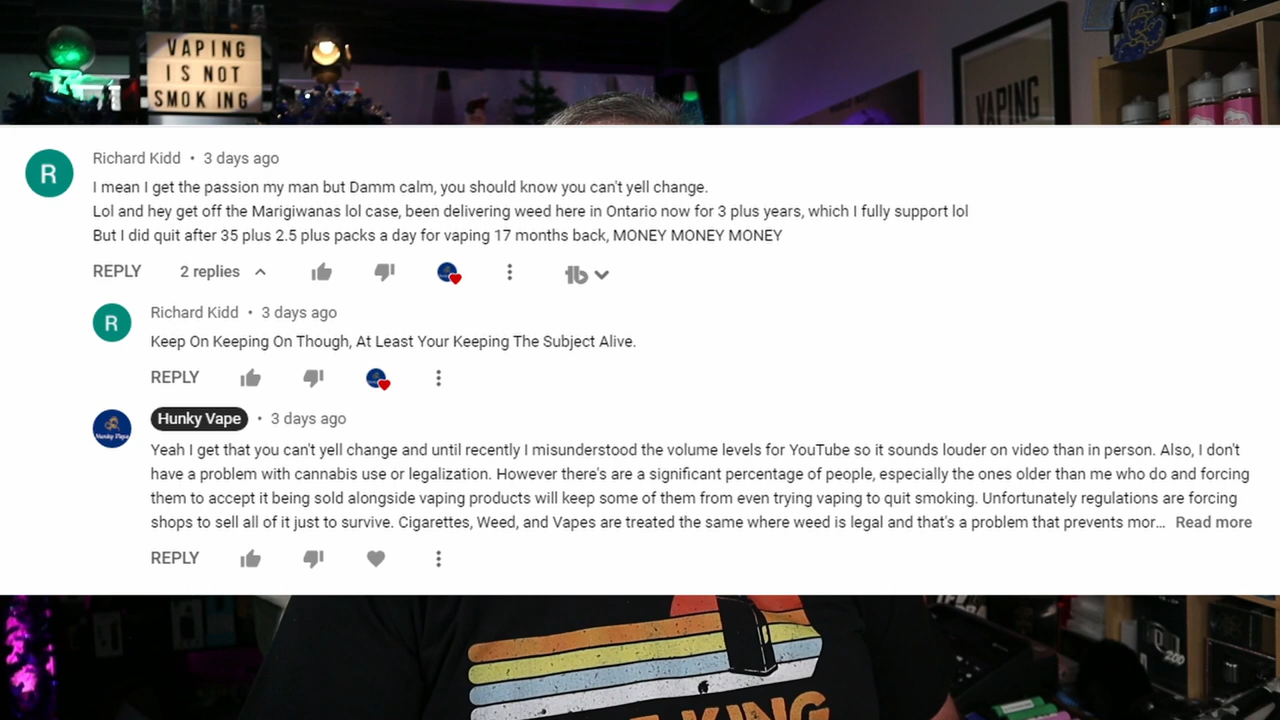 VAPING
IS NOT
SMOKING
VAPING
Richard Kidd • 3 days ago
R
I mean I get the passion my man but Damm calm, you should know you can't yell change.
Lol and hey get off the Marigiwanas lol case, been delivering weed here in Ontario now for 3 plus years, which I fully support lol
But I did quit after 35 plus 2.5 plus packs a day for vaping 17 months back, MONEY MONEY MONEY
REPLY 2 replies
tb
Richard Kidd • 3 days ago
R
Keep On Keeping On Though, At Least Your Keeping The Subject Alive.
REPLY
Hunky Vape • 3 days ago
Hunky Vape
Yeah I get that you can't yell change and until recently I misunderstood the volume levels for YouTube so it sounds louder on video than in person. Also, I don't
have a problem with cannabis use or legalization. However there's are a significant percentage of people, especially the ones older than me who do and forcing
them to accept it being sold alongside vaping products will keep some of them from even trying vaping to quit smoking. Unfortunately regulations are forcing
shops to sell all of it just to survive. Cigarettes, Weed, and Vapes are treated the same where weed is legal and that's a problem that prevents mor... Read more
REPLY
200
KING